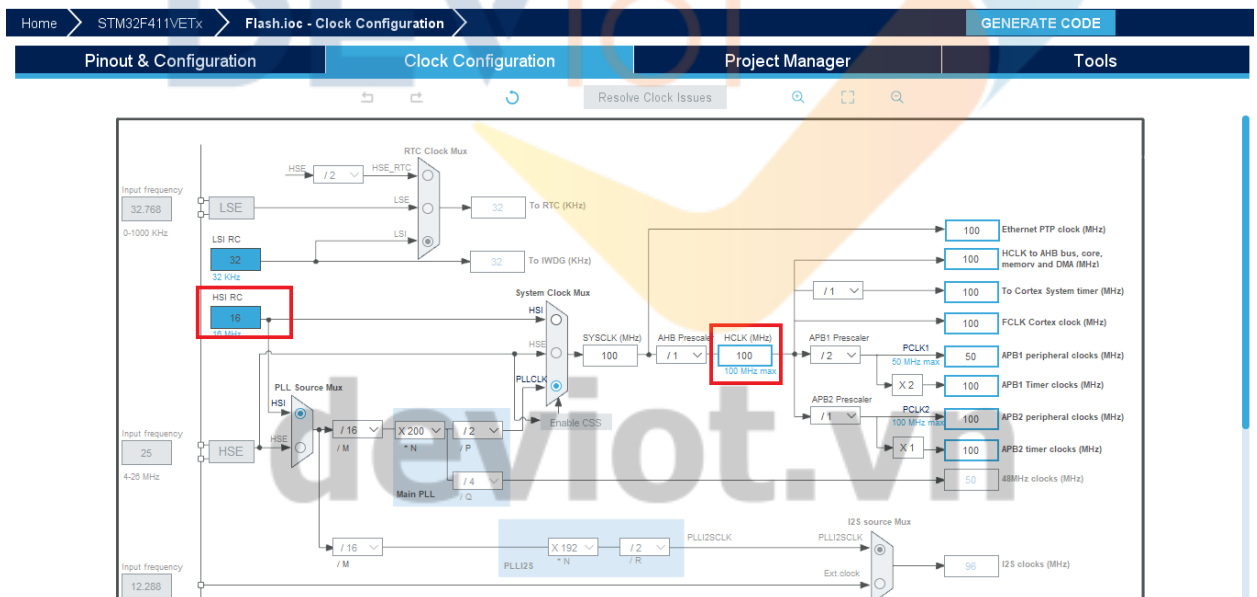 Home STM32F411VETx Flash.ioc - Clock Configuration GENERATE CODE
Pinout & Configuration Clock Configuration Project Manager Tools
DEVIOT
Resolve Clock Issues
RTC Clock Mux
HSE / 2 HSE_RTC
Input frequency
32.768 LSE LSE 32 To RTC (KHz)
0-1000 KHz
LSI RC LSI
32 32 To IWDG (KHz)
32 KHz
HSI RC
16
16 MHz
System Clock Mux
HSI
HSE
PLLCLK
SYSCLK (MHz) AHB Prescaler HCLK (MHz)
100 / 1 100
100 MHz max
Enable CSS
100 Ethernet PTP clock (MHz)
100 HCLK to AHB bus, core,
memory and DMA (MHz)
/ 1 100 To Cortex System timer (MHz)
100 FCLK Cortex clock (MHz)
APB1 Prescaler
/ 2 PCLK1 50 APB1 peripheral clocks (MHz)
50 MHz max
X 2 100 APB1 Timer clocks (MHz)
APB2 Prescaler
/ 1 PCLK2 100 APB2 peripheral clocks (MHz)
100 MHz max
X 1 100 APB2 timer clocks (MHz)
50 48MHz clocks (MHz)
PLL Source Mux
HSI
HSE
Input frequency
25 HSE
4-26 MHz
/ 16 X 200 / 2
/ M * N / P
/ 4
Main PLL / Q
deviot.vn
I2S source Mux
/ 16 X 192 / 2 PLLI2SCLK PLLI2SCLK
/ M PLLI2S * N / R
96 I2S clocks (MHz)
Input frequency
12.288 Ext.clock